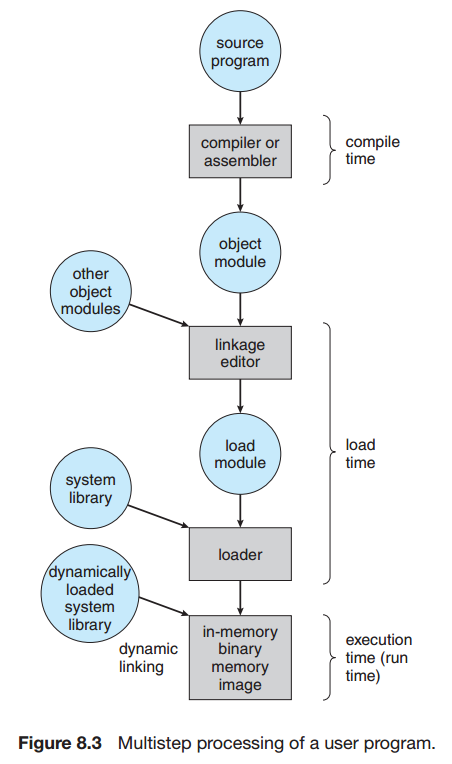 source
program
compiler or
assembler
compile
time
object
module
other
object
modules
linkage
editor
load
module
load
time
system
library
loader
dynamically
loaded
system
library
dynamic
linking
in-memory
binary
memory
image
execution
time (run
time)
Figure 8.3 Multistep processing of a user program.